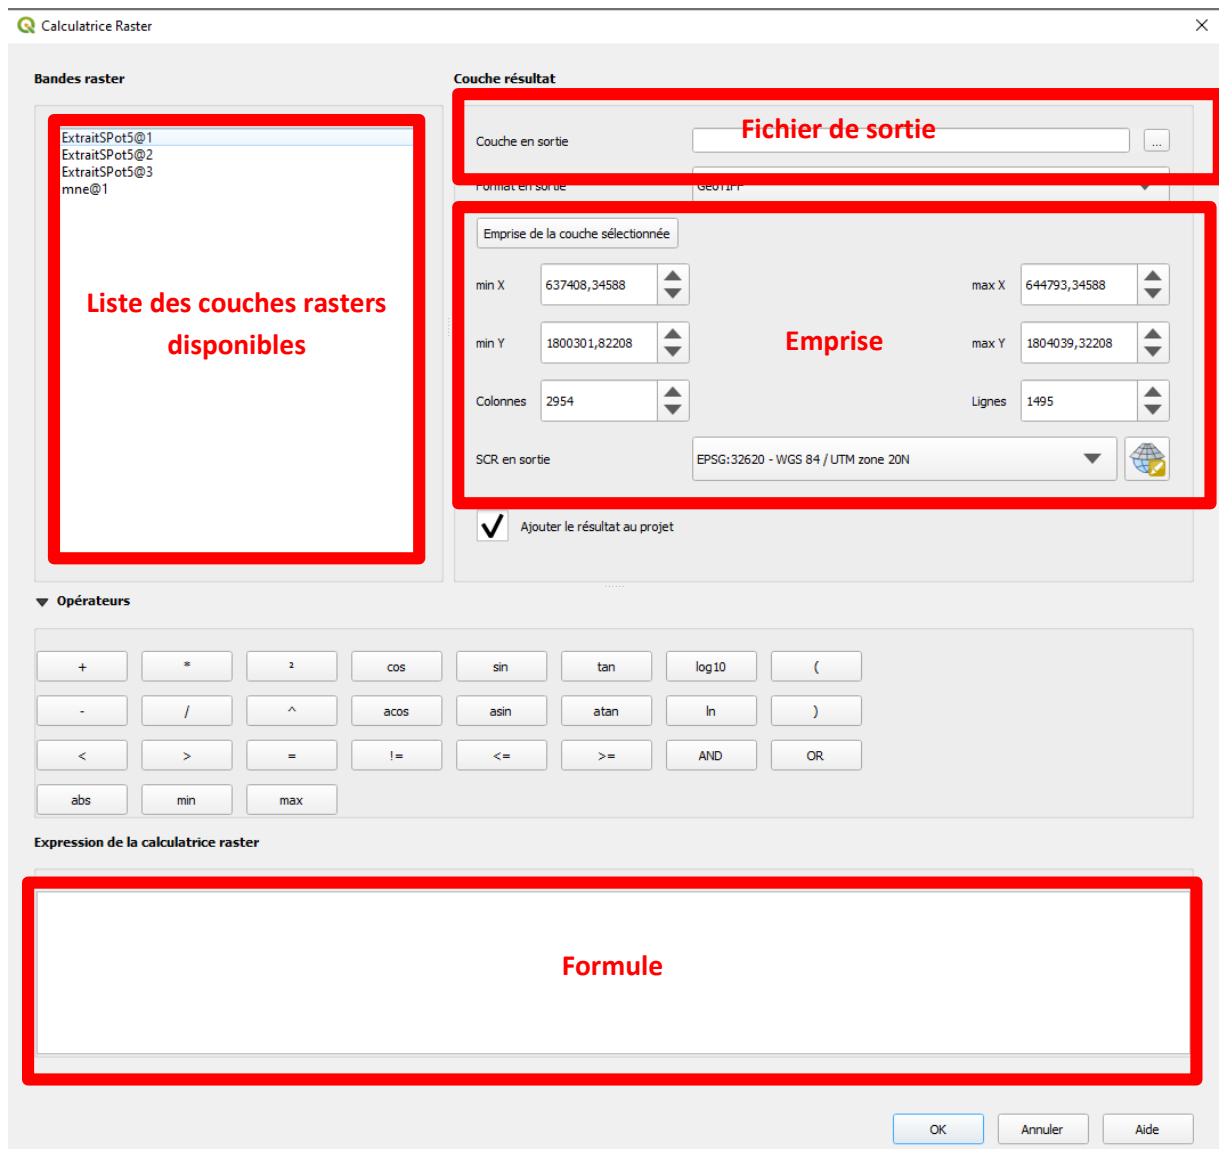 Calculatrice Raster
Bandes raster
Couche résultat
ExtraitSPot5@1
ExtraitSPot5@2
ExtraitSPot5@3
mne@1
Liste des couches rasters
disponibles
Couche en sortie
Fichier de sortie
...
Format en sortie
GeoTIFF
Emprise de la couche sélectionnée
min X
637408,34588
max X
644793,34588
min Y
1800301,82208
Emprise
max Y
1804039,32208
Colonnes
2954
Lignes
1495
SCR en sortie
EPSG:32620 - WGS 84 / UTM zone 20N
Ajouter le résultat au projet
Opérateurs
+ * ² cos sin tan log10 (
- / ^ acos asin atan ln )
< > = != <= >= AND OR
abs min max
Expression de la calculatrice raster
Formule
OK Annuler Aide